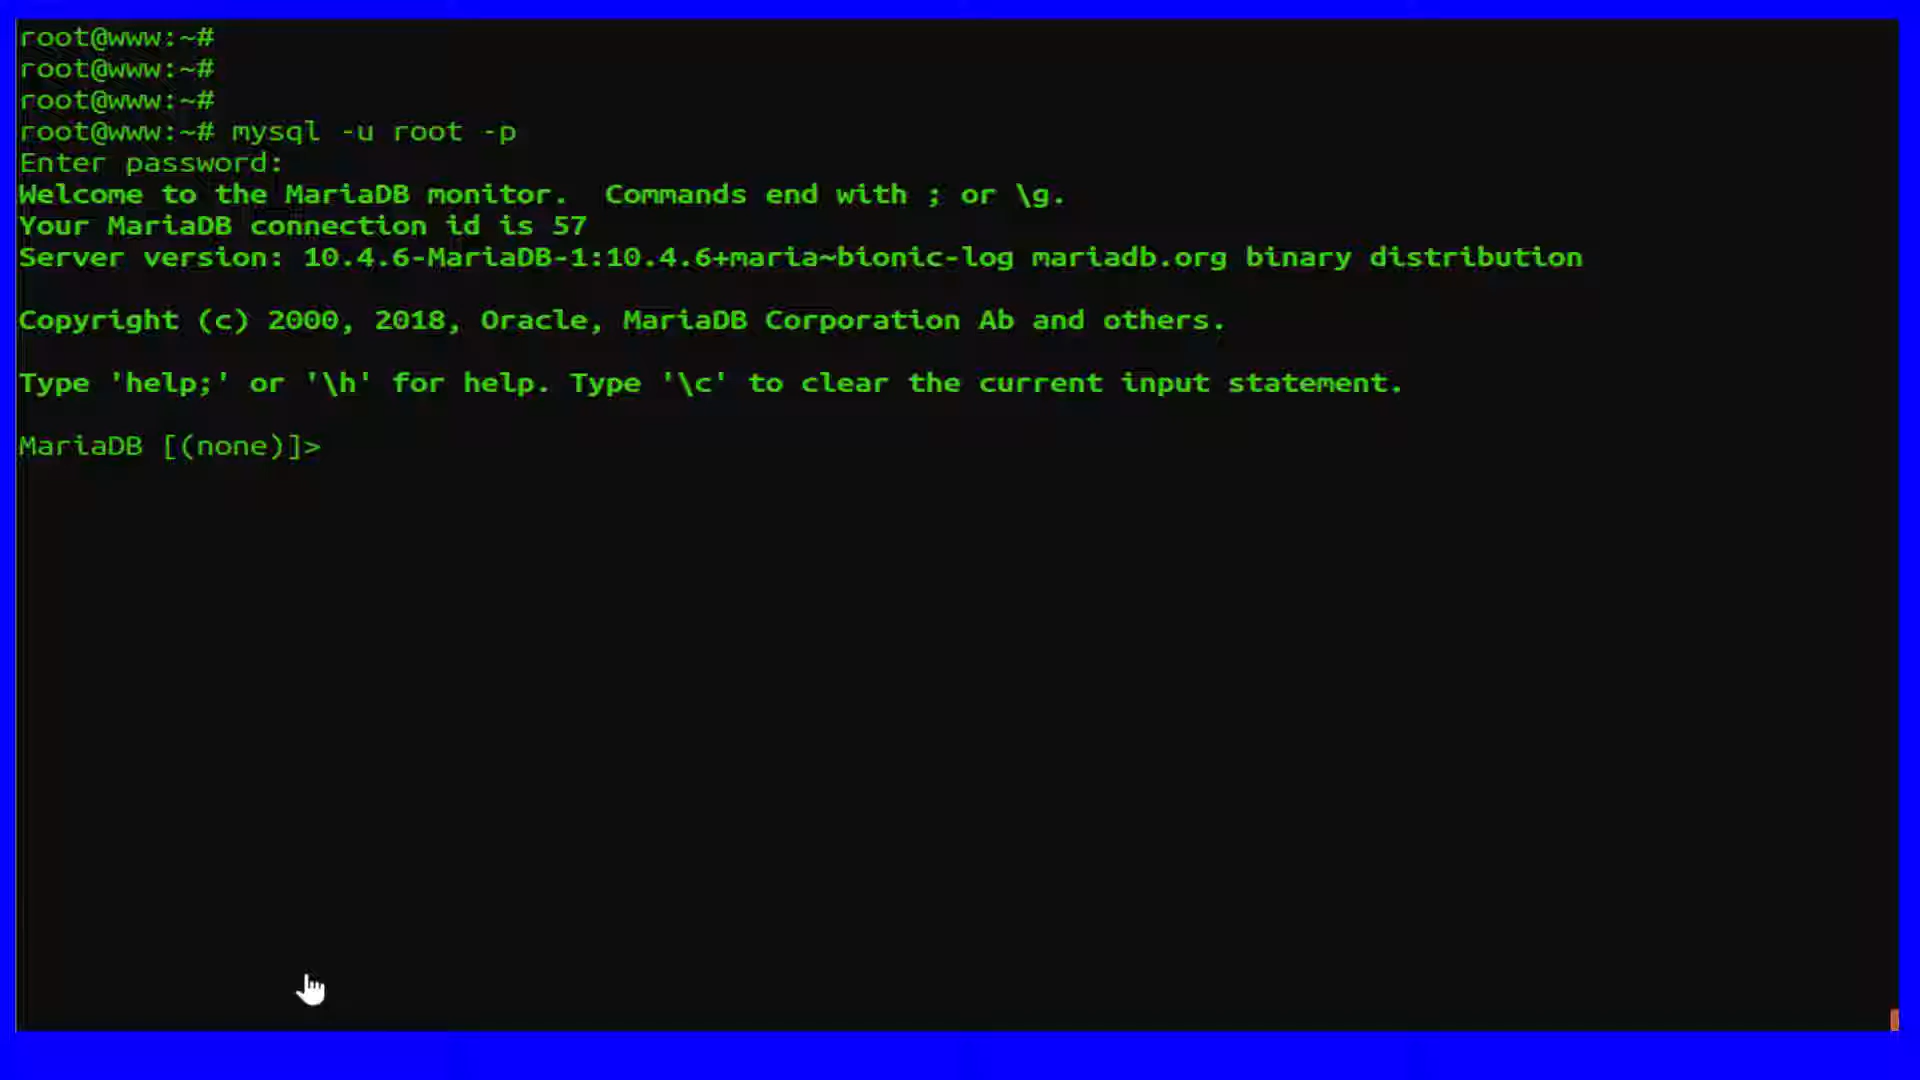 root@www:~#
root@www:~#
root@www:~#
root@www:~# mysql -u root -p
Enter password:
Welcome to the MariaDB monitor.  Commands end with ; or \g.
Your MariaDB connection id is 57
Server version: 10.4.6-MariaDB-1:10.4.6+maria~bionic-log mariadb.org binary distribution
Copyright (c) 2000, 2018, Oracle, MariaDB Corporation Ab and others.
Type 'help;' or '\h' for help. Type '\c' to clear the current input statement.
MariaDB [(none)]>